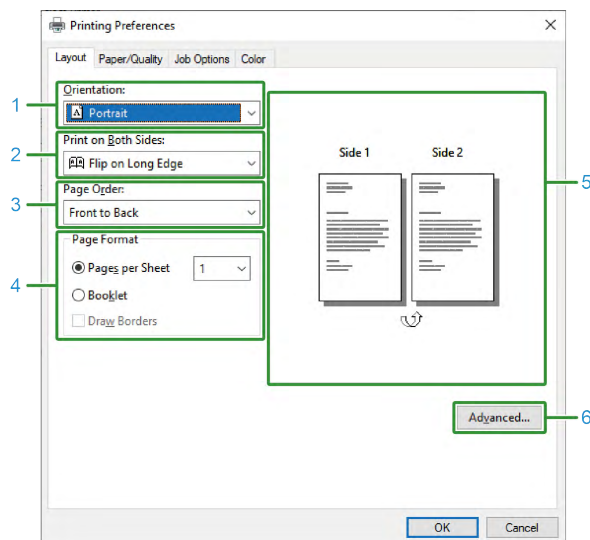 Printing Preferences
Layout Paper/Quality Job Options Color
Orientation:
1
Portrait
Print on Both Sides:
2
Flip on Long Edge
Page Order:
3
Front to Back
Page Format
4
Pages per Sheet 1
Booklet
Draw Borders
Side 1 Side 2
5
Advanced...
6
OK Cancel